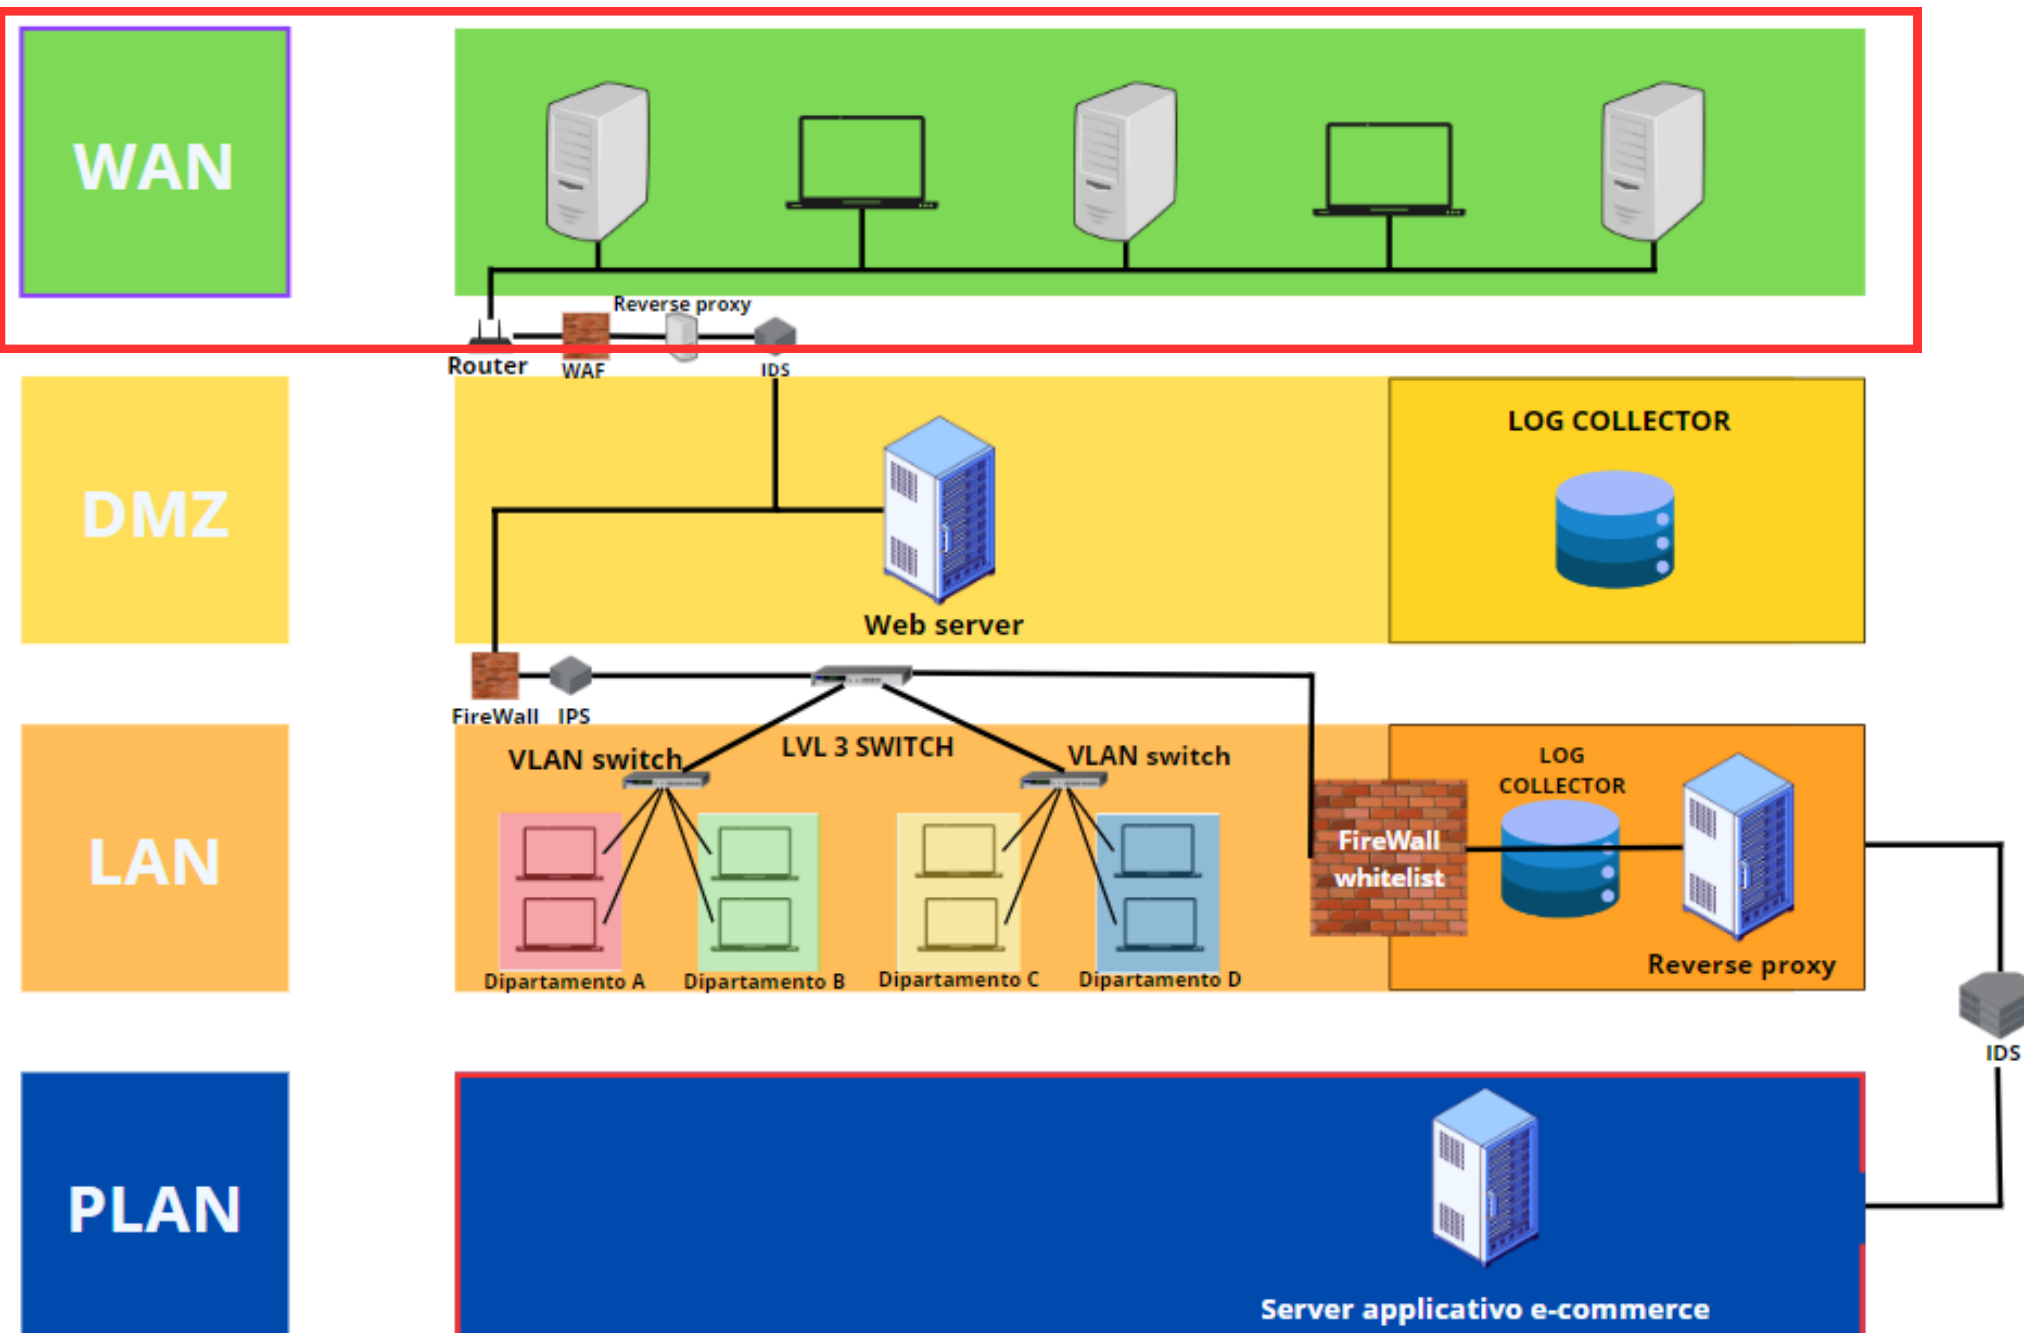 WAN
Reverse proxy
Router
WAF
IDS
DMZ
LOG COLLECTOR
Web server
FireWall
IPS
LAN
VLAN switch
LVL 3 SWITCH
VLAN switch
LOG
COLLECTOR
FireWall
whitelist
Reverse proxy
Dipartamento A
Dipartamento B
Dipartamento C
Dipartamento D
IDS
PLAN
Server applicativo e-commerce